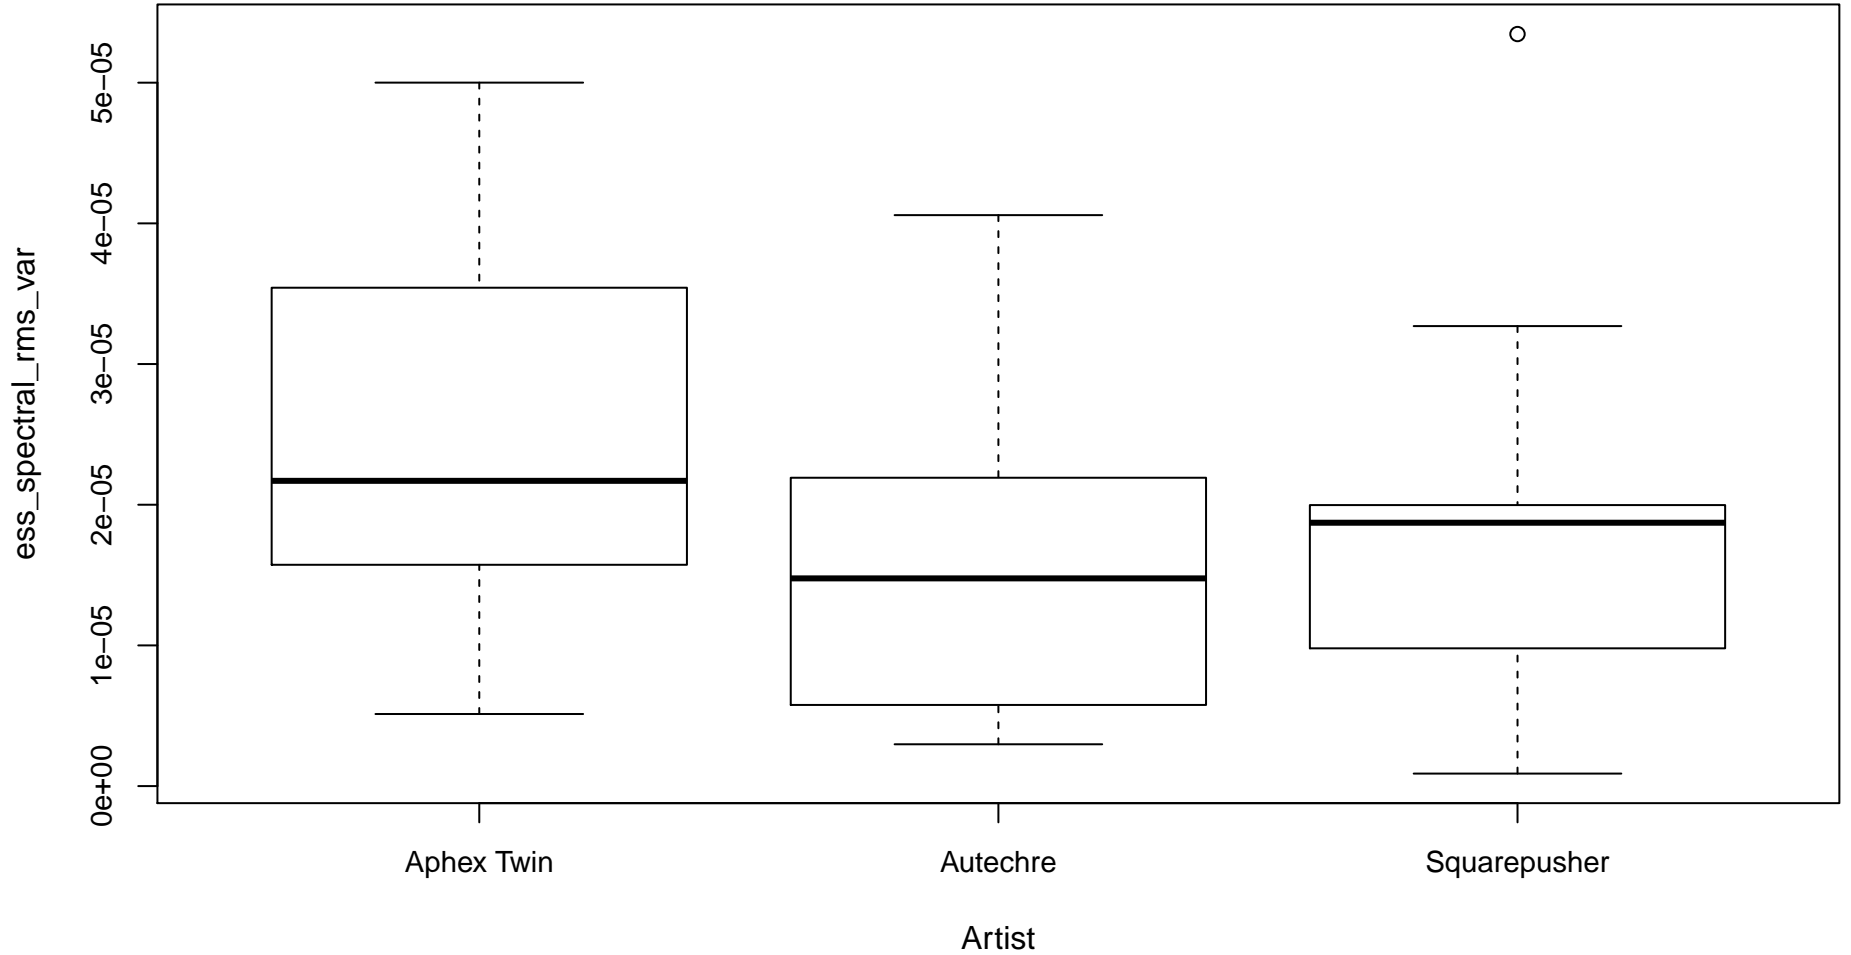 ess_spectral_rms_var
5e−05
4e−05
3e−05
2e−05
1e−05
0e+00
Aphex Twin
Autechre
Squarepusher
Artist